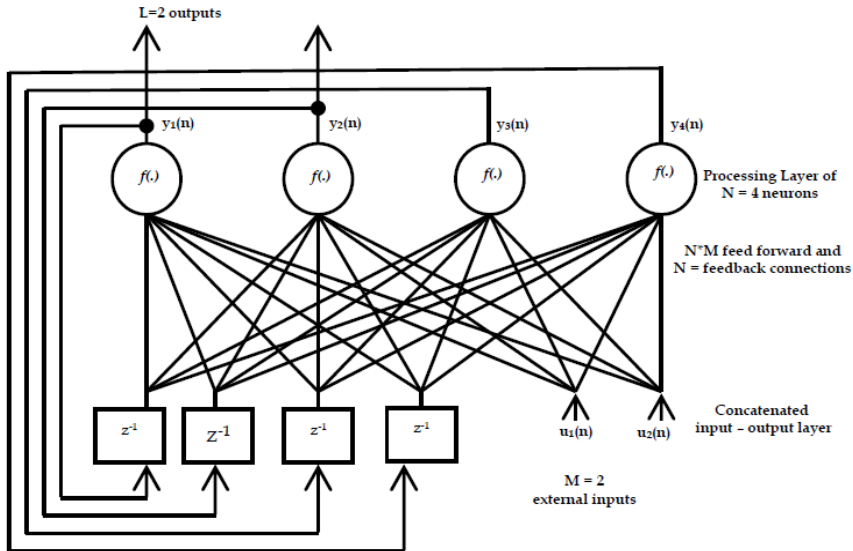 L=2 outputs
y₁(n)
y₂(n)
y₃(n)
y₄(n)
f(.)
f(.)
f(.)
f(.)
Processing Layer of
N = 4 neurons
N*M feed forward and
N = feedback connections
z⁻¹
z⁻¹
z⁻¹
z⁻¹
u₁(n)
u₂(n)
Concatenated
input – output layer
M = 2
external inputs